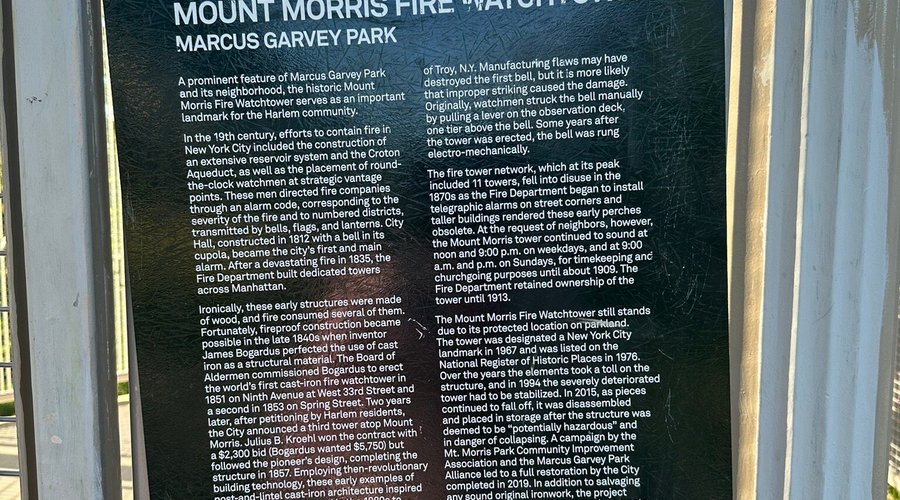 MOUNT MORRIS FIRE WATCHTOWER
MARCUS GARVEY PARK
A prominent feature of Marcus Garvey Park
and its neighborhood, the historic Mount
Morris Fire Watchtower serves as an important
landmark for the Harlem community.
In the 19th century, efforts to contain fire in
New York City included the construction of
an extensive reservoir system and the Croton
Aqueduct, as well as the placement of round-
the-clock watchmen at strategic vantage
points. These men directed fire companies
through an alarm code, corresponding to the
severity of the fire and to numbered districts,
transmitted by bells, flags, and lanterns. City
Hall, constructed in 1812 with a bell in its
cupola, became the city's first and main
alarm. After a devastating fire in 1835, the
Fire Department built dedicated towers
across Manhattan.
Ironically, these early structures were made
of wood, and fire consumed several of them.
Fortunately, fireproof construction became
possible in the late 1840s when inventor
James Bogardus perfected the use of cast
iron as a structural material. The Board of
Aldermen commissioned Bogardus to erect
the world's first cast-iron fire watchtower in
1851 on Ninth Avenue at West 33rd Street and
a second in 1853 on Spring Street. Two years
later, after petitioning by Harlem residents,
the City announced a third tower atop Mount
Morris. Julius B. Kroehl won the contract with
a $2,300 bid (Bogardus wanted $5,750) but
followed the pioneer's design, completing the
structure in 1857. Employing then-revolutionary
building technology, these early examples of
post-and-lintel cast-iron architecture inspired
of Troy, N.Y. Manufacturing flaws may have
destroyed the first bell, but it is more likely
that improper striking caused the damage.
Originally, watchmen struck the bell manually
by pulling a lever on the observation deck,
one tier above the bell. Some years after
the tower was erected, the bell was rung
electro-mechanically.
The fire tower network, which at its peak
included 11 towers, fell into disuse in the
1870s as the Fire Department began to install
telegraphic alarms on street corners and
taller buildings rendered these early perches
obsolete. At the request of neighbors, however,
the Mount Morris tower continued to sound at
noon and 9:00 p.m. on weekdays, and at 9:00
a.m. and p.m. on Sundays, for timekeeping and
churchgoing purposes until about 1909. The
Fire Department retained ownership of the
tower until 1913.
The Mount Morris Fire Watchtower still stands
due to its protected location on parkland.
The tower was designated a New York City
landmark in 1967 and was listed on the
National Register of Historic Places in 1976.
Over the years the elements took a toll on the
structure, and in 1994 the severely deteriorated
tower had to be stabilized. In 2015, as pieces
continued to fall off, it was disassembled
and placed in storage after the structure was
deemed to be "potentially hazardous" and
in danger of collapsing. A campaign by the
Mt. Morris Park Community Improvement
Association and the Marcus Garvey Park
Alliance led to a full restoration by the City
completed in 2019. In addition to salvaging
any sound original ironwork, the project